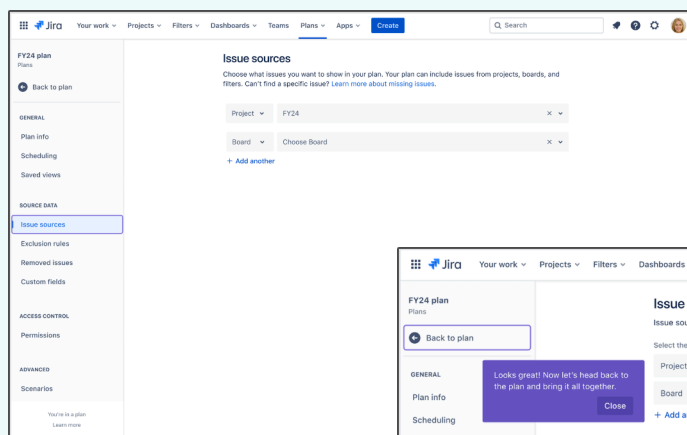 Jira Your work Projects Filters Dashboards Teams Plans Apps Create Search
FY24 plan
Plans
Back to plan
GENERAL
Plan info
Scheduling
Saved views
SOURCE DATA
Issue sources
Exclusion rules
Removed issues
Custom fields
ACCESS CONTROL
Permissions
ADVANCED
Scenarios
You're in a plan
Learn more
Issue sources
Choose what issues you want to show in your plan. Your plan can include issues from projects, boards, and
filters. Can't find a specific issue? Learn more about missing issues.
Project FY24
Board Choose Board
+ Add another
Jira Your work Projects Filters Dashboards
FY24 plan
Plans
Back to plan
GENERAL
Plan info
Scheduling
Looks great! Now let's head back to
the plan and bring it all together.
Close
Issue
Issue sou
Select the
Project
Board
+ Add a